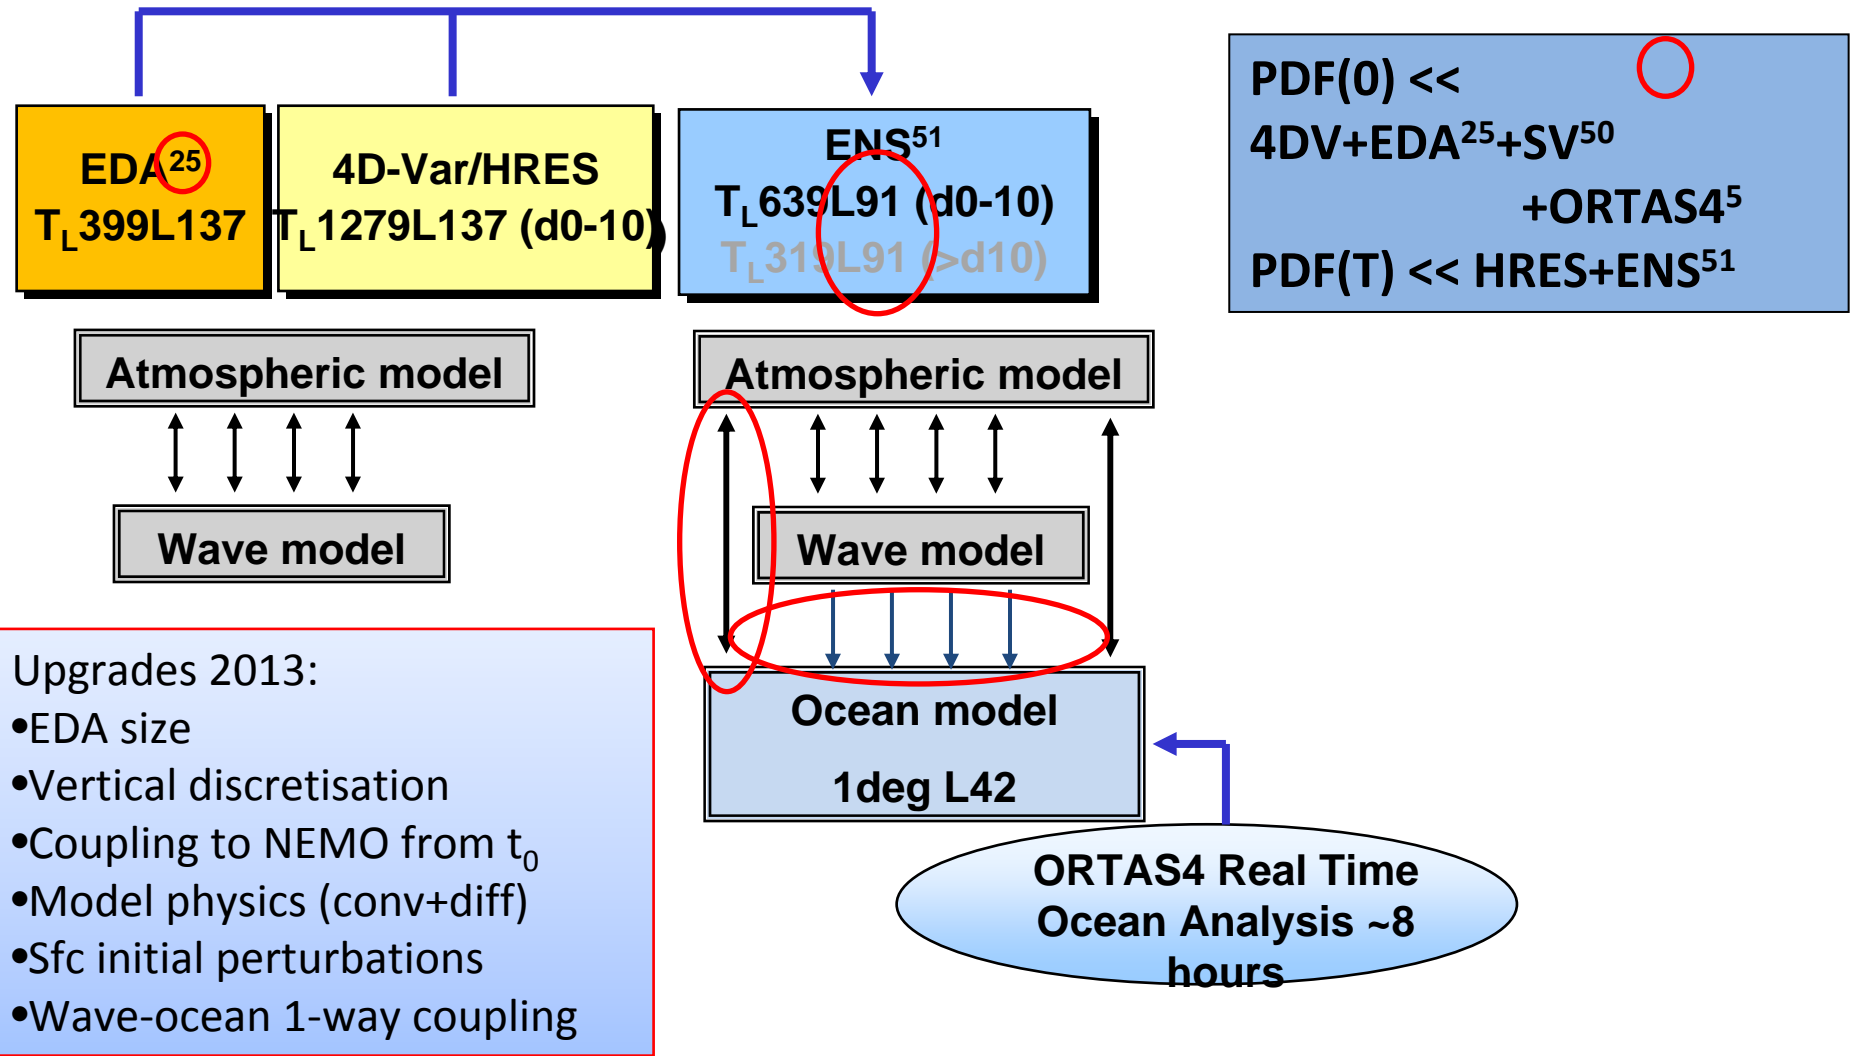 EDA25
TL399L137
4D-Var/HRES
TL1279L137 (d0-10)
ENS51
TL639L91 (d0-10)
TL319L91 (>d10)
PDF(0) <<
4DV+EDA25+SV50
+ORTAS45
PDF(T) << HRES+ENS51
Atmospheric model
Wave model
Atmospheric model
Wave model
Ocean model
1deg L42
ORTAS4 Real Time
Ocean Analysis ~8
hours
Upgrades 2013:
•EDA size
•Vertical discretisation
•Coupling to NEMO from t0
•Model physics (conv+diff)
•Sfc initial perturbations
•Wave-ocean 1-way coupling